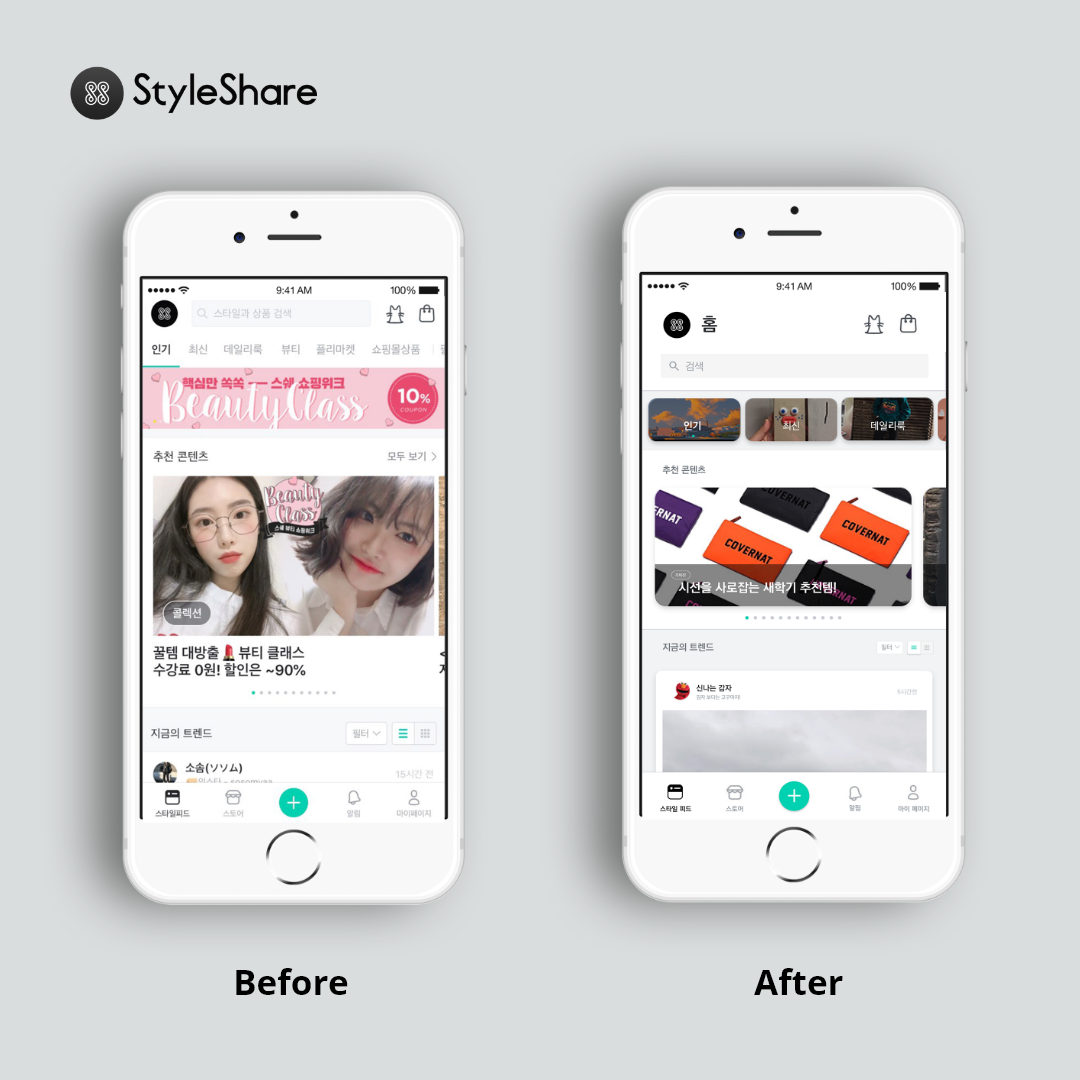 StyleShare
9:41 AM
100%
스타일과 상품 검색
인기 최신 데일리룩 뷰티 플리마켓 쇼핑몰상품
핵심만 쏙쏙 — 스쉐 쇼핑위크
BeautyClass
10%
COUPON
추천 콘텐츠
모두 보기
Beauty
Class
스쉐 뷰티 쇼핑위크
콜렉션
꿀템 대방출💄뷰티 클래스
수강료 0원! 할인은 ~90%
지금의 트렌드
필터
소솜(ソソム)
15시간 전
스타일피드 스토어 알림 마이페이지
Before
9:41 AM
100%
홈
검색
인기 최신 데일리룩
추천 콘텐츠
COVERNAT
ERNAT
COVERNAT
COVERNAT
시선을 사로잡는 새학기 추천템!
지금의 트렌드
필터
신나는 감자
5시간전
스타일 피드 스토어 알림 마이 페이지
After